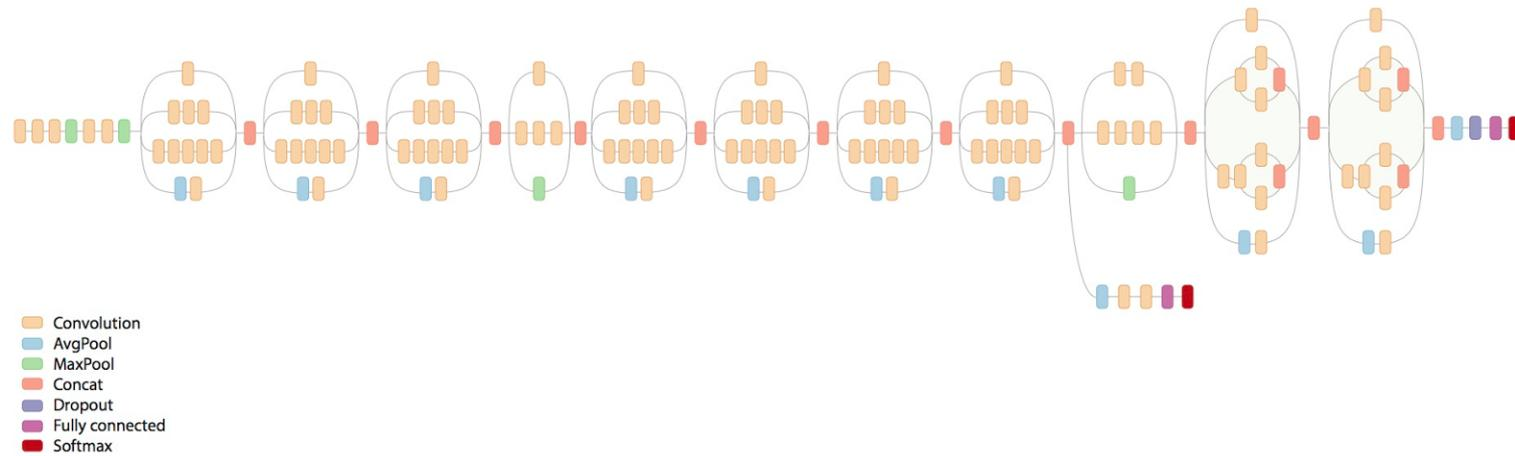 Convolution
AvgPool
MaxPool
Concat
Dropout
Fully connected
Softmax